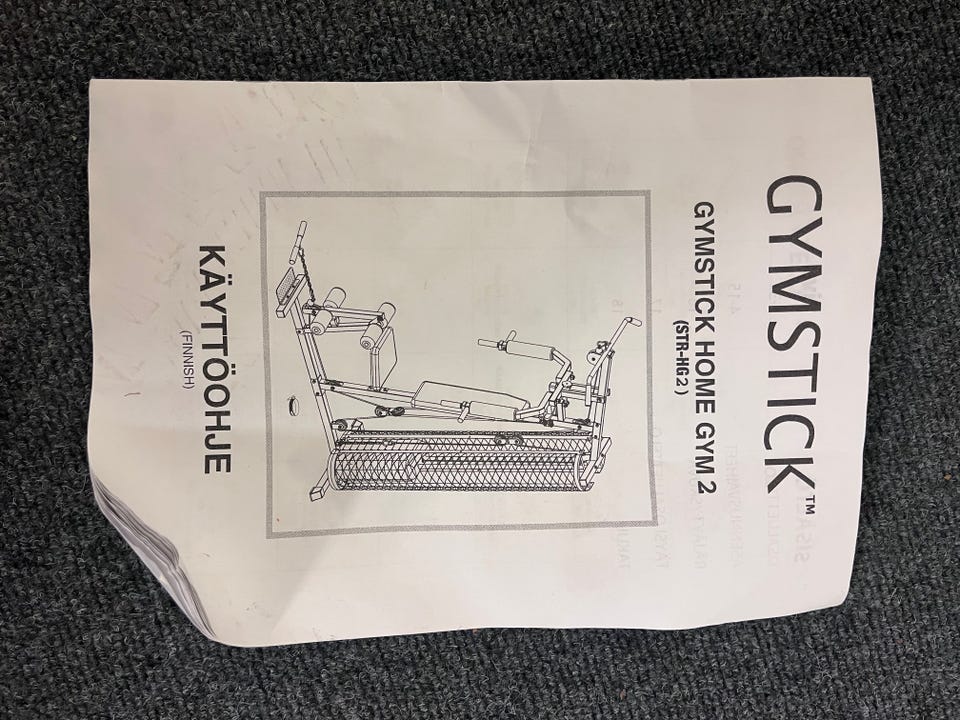 GYMSTICK™
GYMSTICK HOME GYM 2
(STR-HG2)
KÄYTTÖOHJE
(FINNISH)